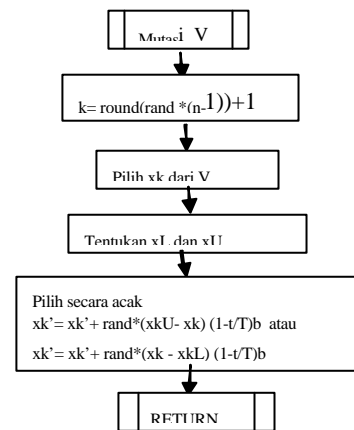 Mutasi V
k= round(rand *(n-1))+1
Pilih xk dari V
Tentukan xL dan xU
Pilih secara acak
xk’= xk’+ rand*(xkU- xk) (1-t/T)b atau
xk’= xk’+ rand*(xk - xkL) (1-t/T)b
RETURN